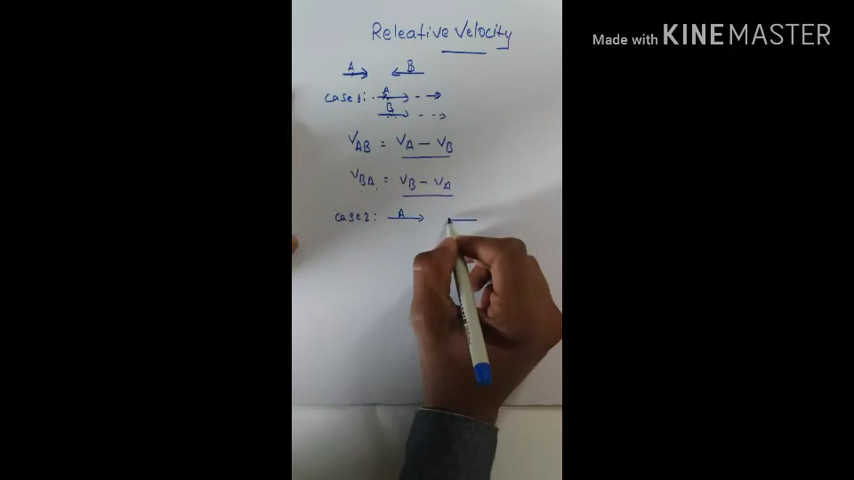 Releative Velocity
Made with KINEMASTER
A B
case1: A
B
VAB = VA - VB
VBA = VB - VA
case2: A